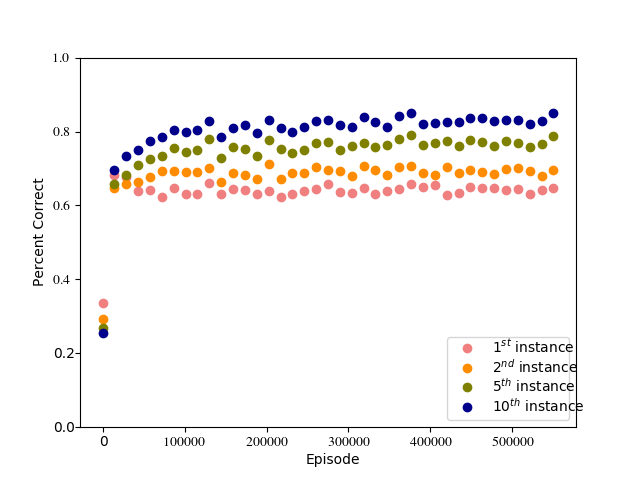 1.0
0.8
0.6
0.4
0.2
0.0
Percent Correct
1st instance
2nd instance
5th instance
10th instance
0 100000 200000 300000 400000 500000
Episode